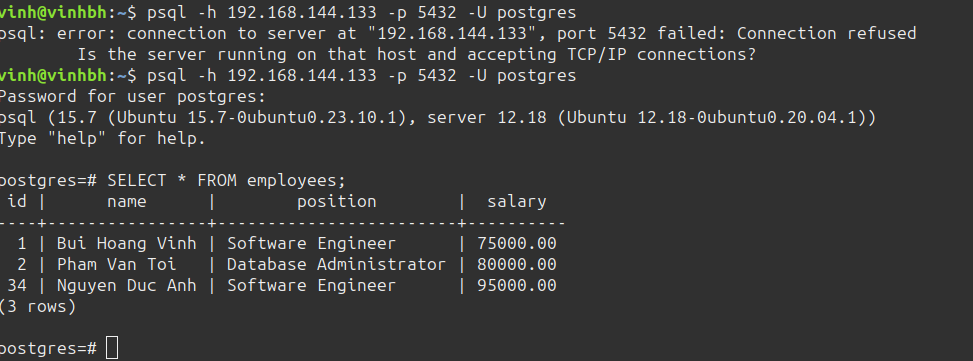 vinh@vinhbh:~$ psql -h 192.168.144.133 -p 5432 -U postgres
psql: error: connection to server at "192.168.144.133", port 5432 failed: Connection refused
        Is the server running on that host and accepting TCP/IP connections?
vinh@vinhbh:~$ psql -h 192.168.144.133 -p 5432 -U postgres
Password for user postgres:
psql (15.7 (Ubuntu 15.7-0ubuntu0.23.10.1), server 12.18 (Ubuntu 12.18-0ubuntu0.20.04.1))
Type "help" for help.

postgres=# SELECT * FROM employees;
 id |      name      |        position        |  salary
----+----------------+------------------------+----------
  1 | Bui Hoang Vinh | Software Engineer      | 75000.00
  2 | Pham Van Toi   | Database Administrator | 80000.00
 34 | Nguyen Duc Anh | Software Engineer      | 95000.00
(3 rows)

postgres=#